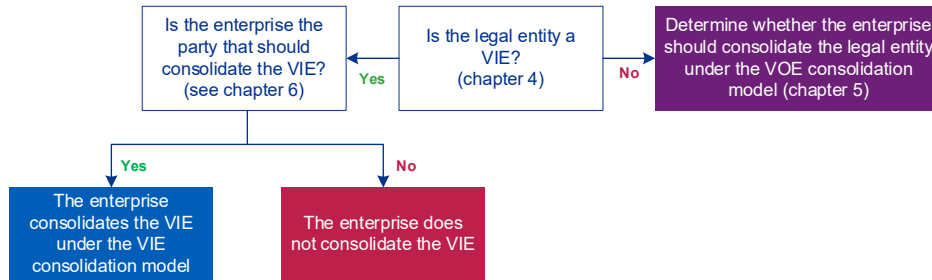 Is the enterprise the
party that should
consolidate the VIE?
(see chapter 6)
Yes
Is the legal entity a
VIE?
(chapter 4)
No
Determine whether the enterprise
should consolidate the legal entity
under the VOE consolidation
model (chapter 5)
Yes
No
The enterprise
consolidates the VIE
under the VIE
consolidation model
The enterprise does
not consolidate the VIE